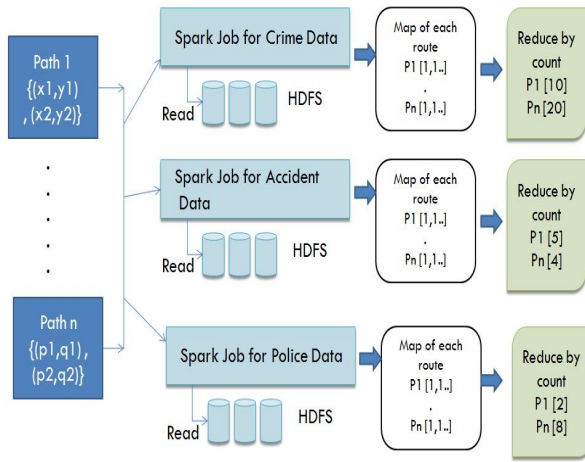 Path 1
{(x1,y1)
, (x2,y2)}
.
.
.
.
.
Path n
{(p1,q1) ,
(p2,q2)}
Spark Job for Crime Data
Read
HDFS
Map of each
route
P1 [1,1..]
.
Pn [1,1..]
Reduce by
count
P1 [10]
Pn [20]
Spark Job for Accident
Data
Read
HDFS
Map of each
route
P1 [1,1..]
.
Pn [1,1..]
Reduce by
count
P1 [5]
Pn [4]
Spark Job for Police Data
Read
HDFS
Map of each
route
P1 [1,1..]
.
Pn [1,1..]
Reduce by
count
P1 [2]
Pn [8]